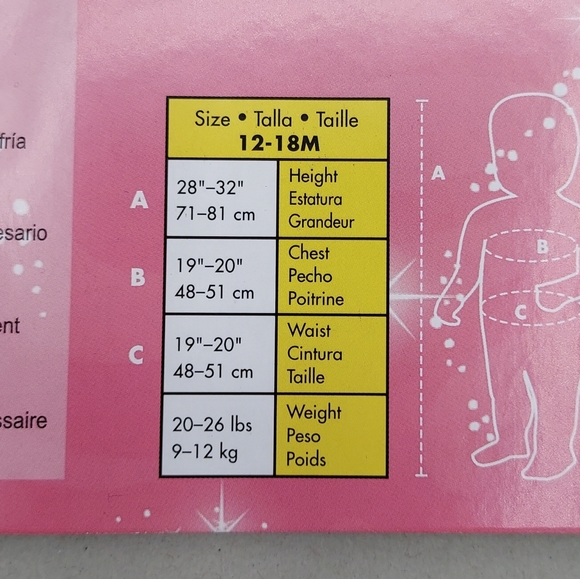 fría
esario
ent
ssaire
Size • Talla • Taille
12-18M
A
28"–32"
71–81 cm
Height
Estatura
Grandeur
B
19"–20"
48–51 cm
Chest
Pecho
Poitrine
C
19"–20"
48–51 cm
Waist
Cintura
Taille
20–26 lbs
9–12 kg
Weight
Peso
Poids
A
B
C